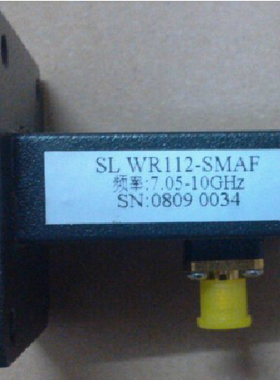 SL WR112-SMAF
频率:7.05-10GHz
SN:0809 0034